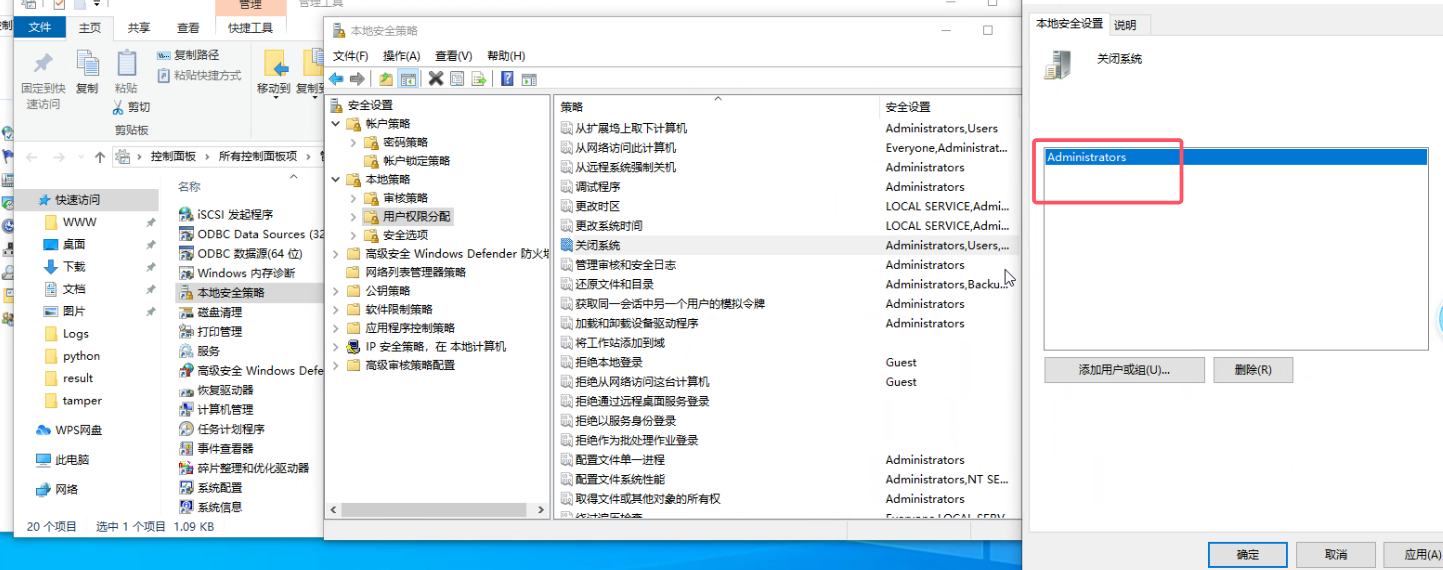 管理
管理工具
文件
主页
共享
查看
快捷工具
固定到快
速访问
复制
粘贴
复制路径
粘贴快捷方式
剪切
剪贴板
移动到
复制到
控制面板
所有控制面板项
快速访问
WWW
桌面
下载
文档
图片
Logs
python
result
tamper
WPS网盘
此电脑
网络
名称
iSCSI 发起程序
ODBC Data Sources (32
ODBC 数据源(64 位)
Windows 内存诊断
本地安全策略
磁盘清理
打印管理
服务
高级安全 Windows Defe
恢复驱动器
计算机管理
任务计划程序
事件查看器
碎片整理和优化驱动器
系统配置
系统信息
20 个项目 选中 1 个项目 1.09 KB
本地安全策略
文件(F) 操作(A) 查看(V) 帮助(H)
安全设置
帐户策略
密码策略
帐户锁定策略
本地策略
审核策略
用户权限分配
安全选项
高级安全 Windows Defender 防火墙
网络列表管理器策略
公钥策略
软件限制策略
应用程序控制策略
IP 安全策略，在 本地计算机
高级审核策略配置
策略 安全设置
从扩展坞上取下计算机 Administrators,Users
从网络访问此计算机 Everyone,Administrat...
从远程系统强制关机 Administrators
调试程序 Administrators
更改时区 LOCAL SERVICE,Admi...
更改系统时间 LOCAL SERVICE,Admi...
关闭系统 Administrators,Users,...
管理审核和安全日志 Administrators
还原文件和目录 Administrators,Backu...
获取同一会话中另一个用户的模拟令牌 Administrators
加载和卸载设备驱动程序 Administrators
将工作站添加到域
拒绝本地登录 Guest
拒绝从网络访问这台计算机 Guest
拒绝通过远程桌面服务登录
拒绝以服务身份登录
拒绝作为批处理作业登录
配置文件单一进程 Administrators
配置文件系统性能 Administrators,NT SE...
取得文件或其他对象的所有权 Administrators
绕过遍历检查 Everyone,LOCAL SERV...
本地安全设置 说明
关闭系统
Administrators
添加用户或组(U)...
删除(R)
确定
取消
应用(A)